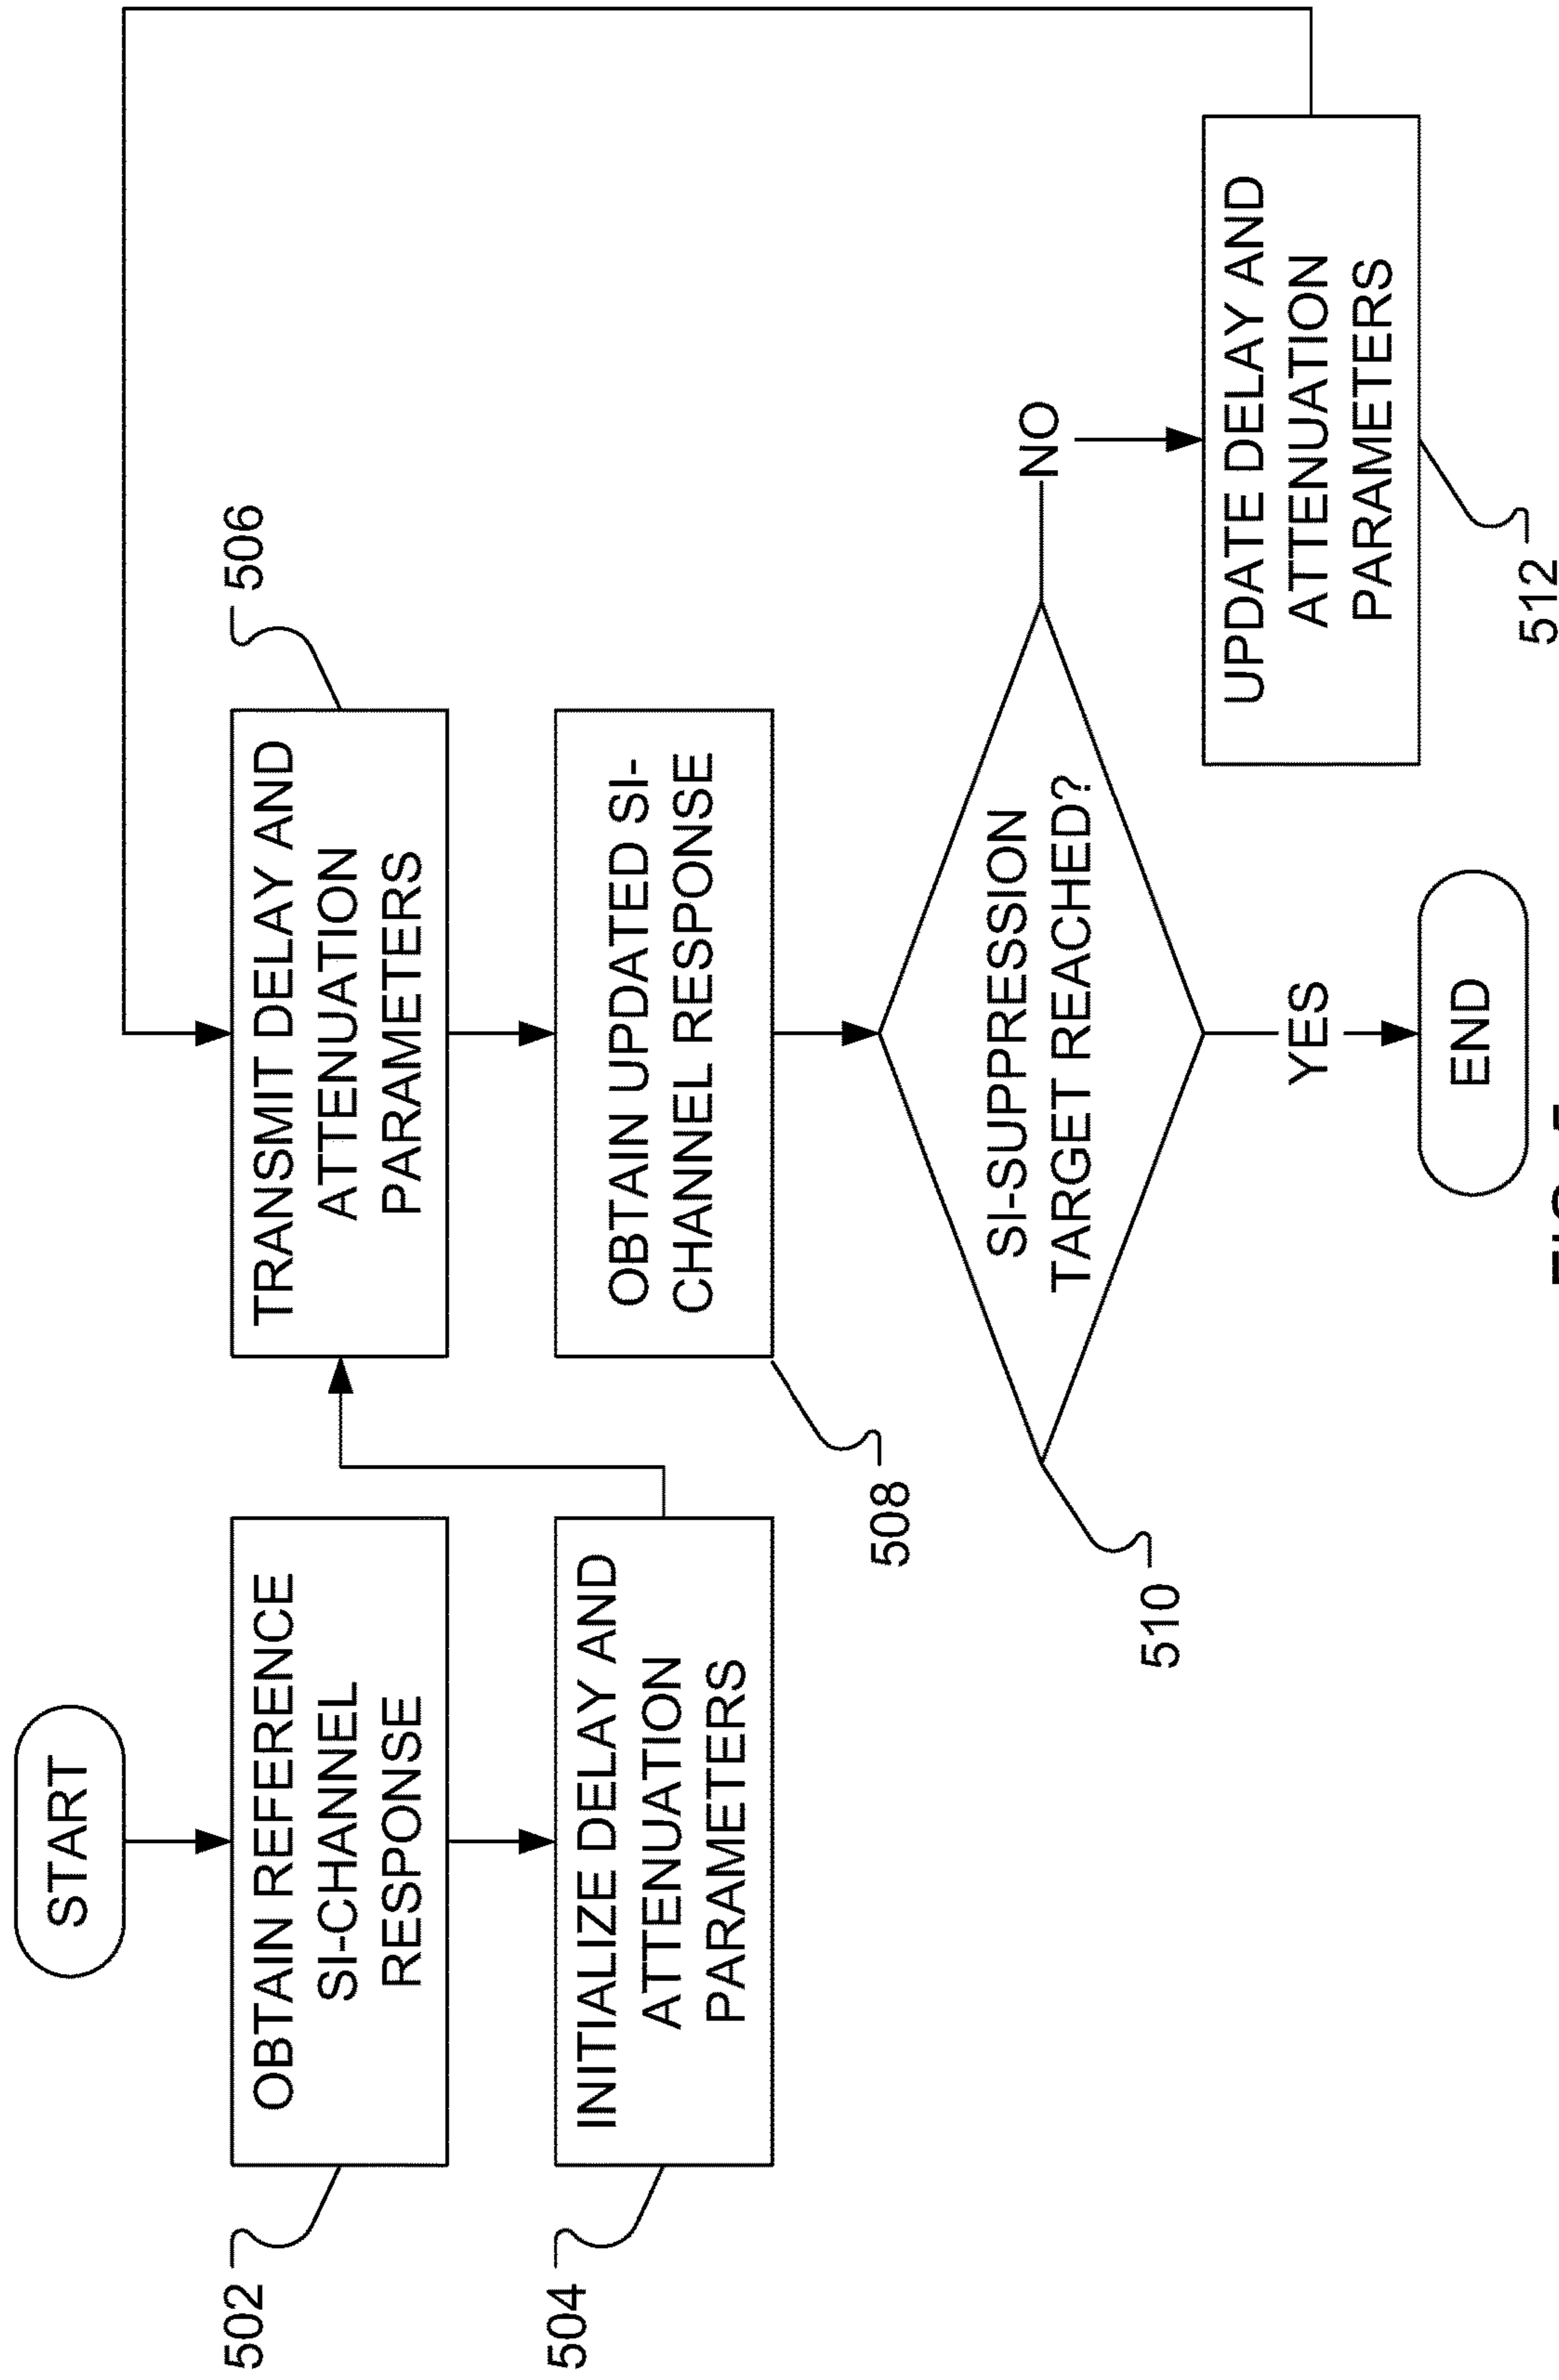 START
502
OBTAIN REFERENCE
SI-CHANNEL
RESPONSE
504
INITIALIZE DELAY AND
ATTENUATION
PARAMETERS
506
TRANSMIT DELAY AND
ATTENUATION
PARAMETERS
508
OBTAIN UPDATED SI-
CHANNEL RESPONSE
510
SI-SUPPRESSION
TARGET REACHED?
NO
YES
512
UPDATE DELAY AND
ATTENUATION
PARAMETERS
END